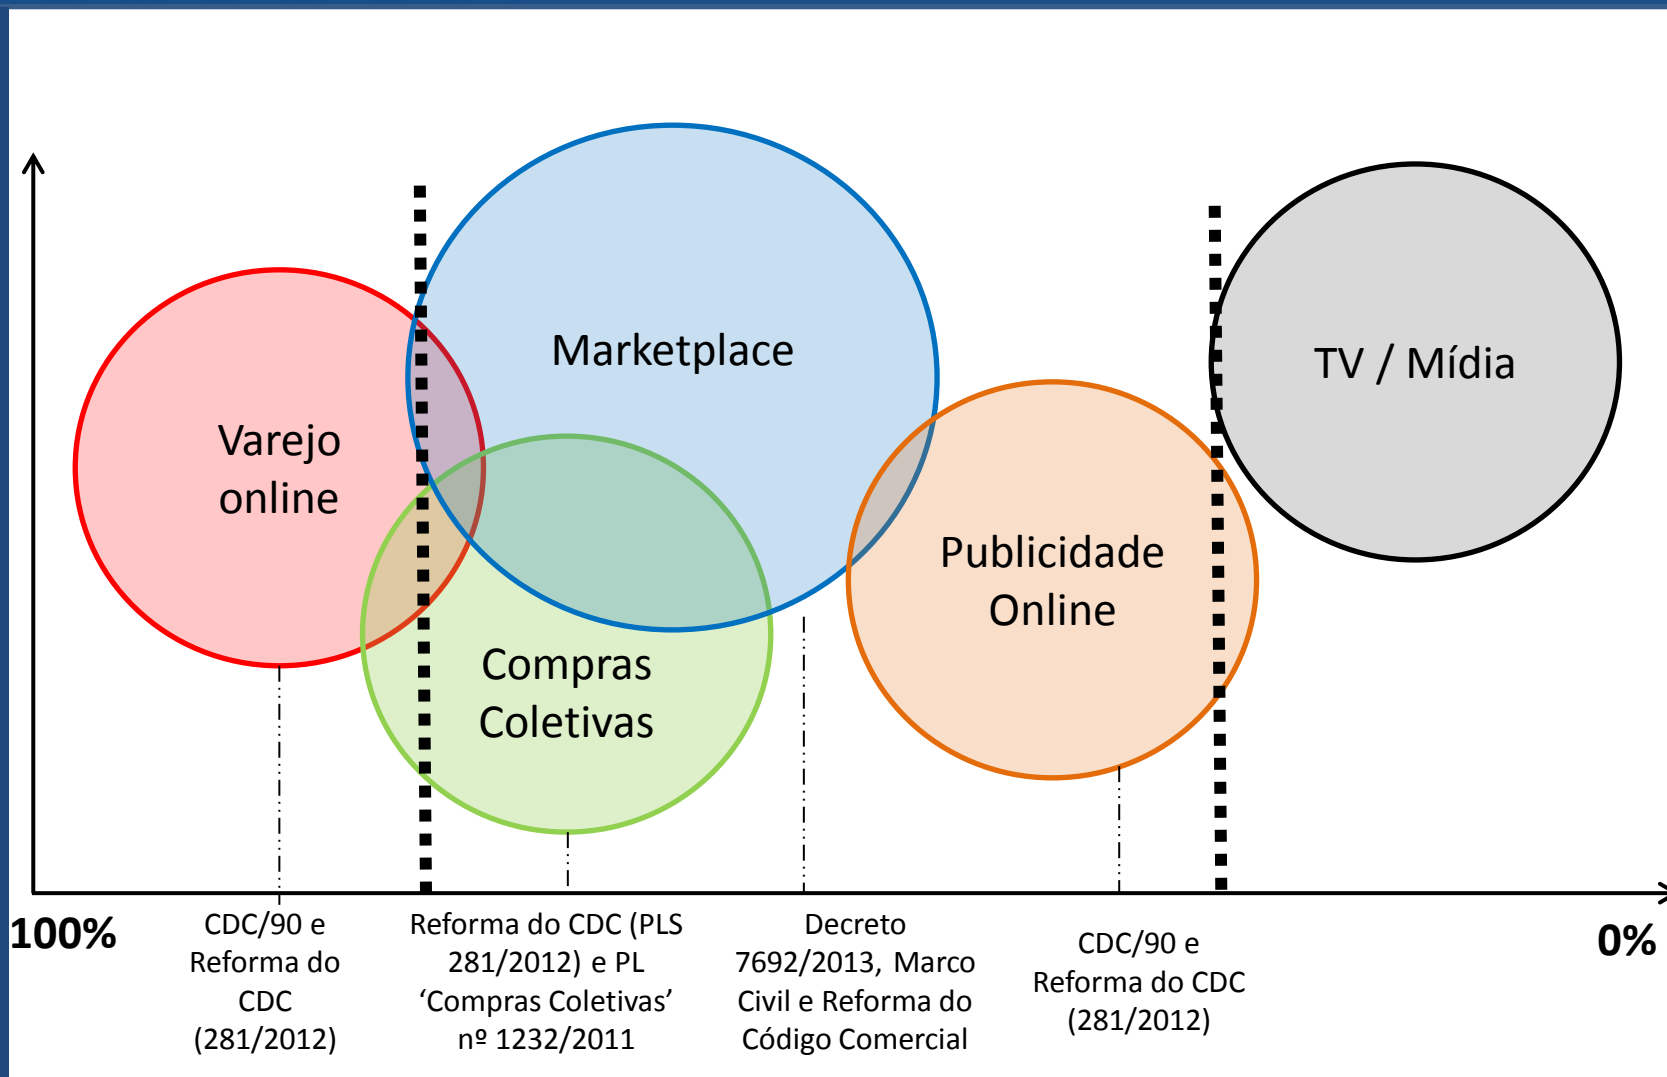 Marketplace
TV / Mídia
Varejo
online
Publicidade
Online
Compras
Coletivas
100%
CDC/90 e
Reforma do
CDC
(281/2012)
Reforma do CDC (PLS
281/2012) e PL
‘Compras Coletivas’
nº 1232/2011
Decreto
7692/2013, Marco
Civil e Reforma do
Código Comercial
CDC/90 e
Reforma do CDC
(281/2012)
0%